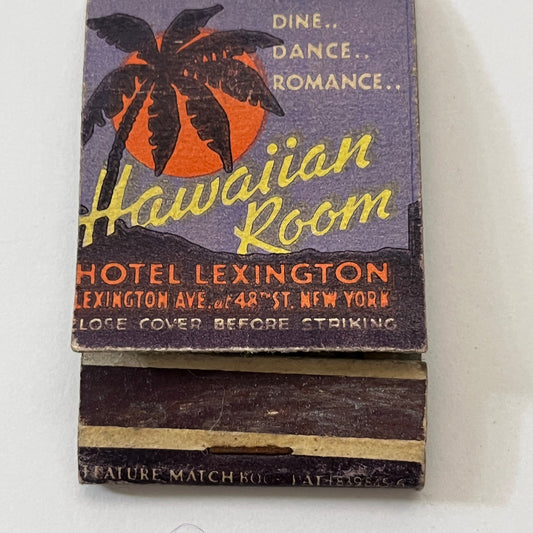 DINE..
DANCE..
ROMANCE..
Hawaiian
Room
HOTEL LEXINGTON
LEXINGTON AVE. at 48TH ST. NEW YORK
CLOSE COVER BEFORE STRIKING
FEATURE MATCH BOOK PAT.